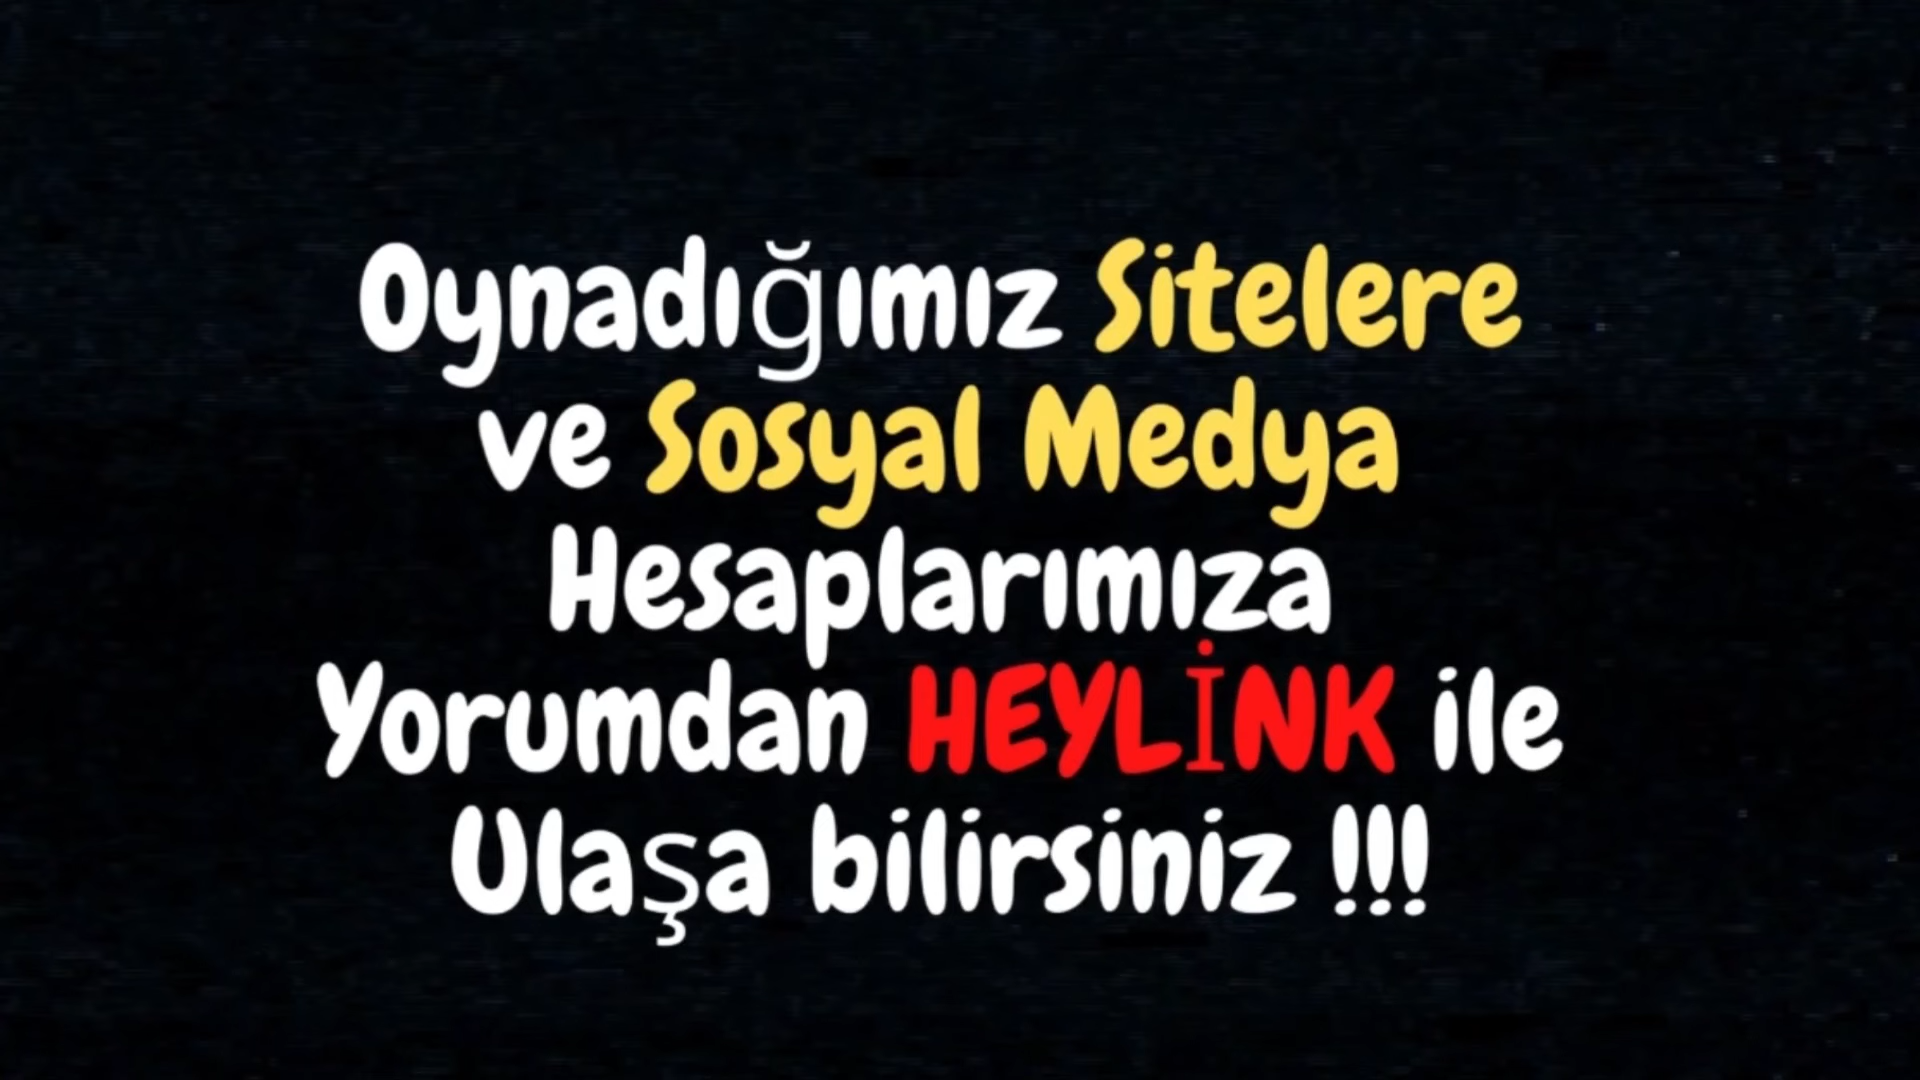 Oynadığımız Sitelere
ve Sosyal Medya
Hesaplarımıza
Yorumdan HEYLİNK ile
Ulaşa bilirsiniz !!!